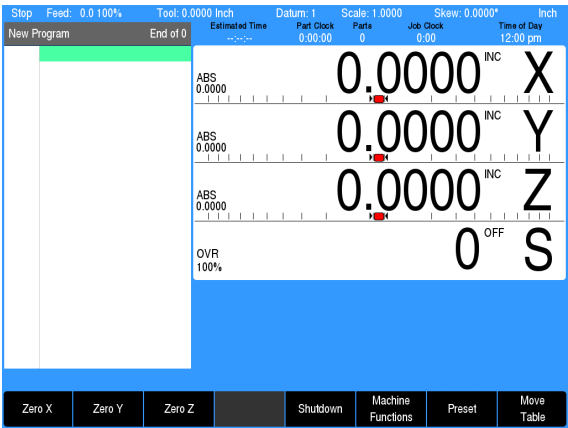 Stop Feed: 0.0 100% Tool: 0.0000 Inch Datum: 1 Scale: 1.0000 Skew: 0.0000° Inch
New Program End of 0
Estimated Time Part Clock Parts Job Clock Time of Day
--:--:-- 0:00:00 0 0:00 12:00 pm
ABS 0.0000 INC X
0.0000
ABS 0.0000 INC Y
0.0000
ABS 0.0000 INC Z
0.0000
OVR 0 OFF S
100%
Zero X Zero Y Zero Z Shutdown Machine Functions Preset Move Table